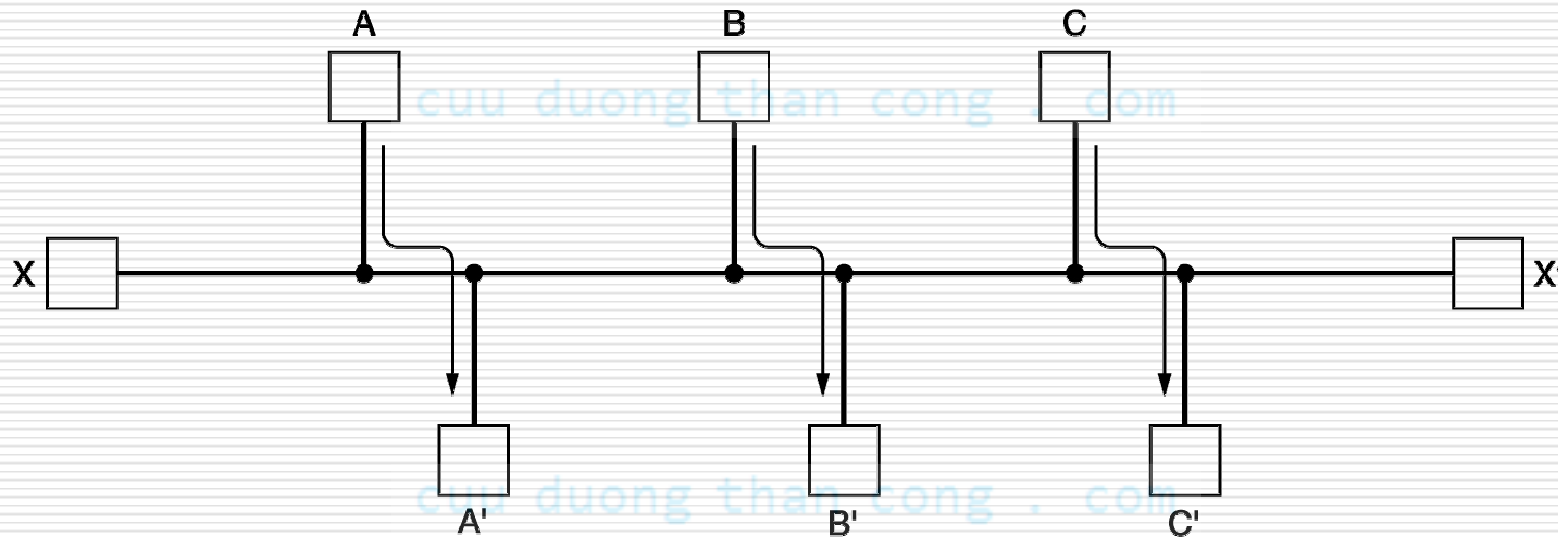 A B C
cuu duong than cong . com
X X'
cuu duong than cong . com
A' B' C'